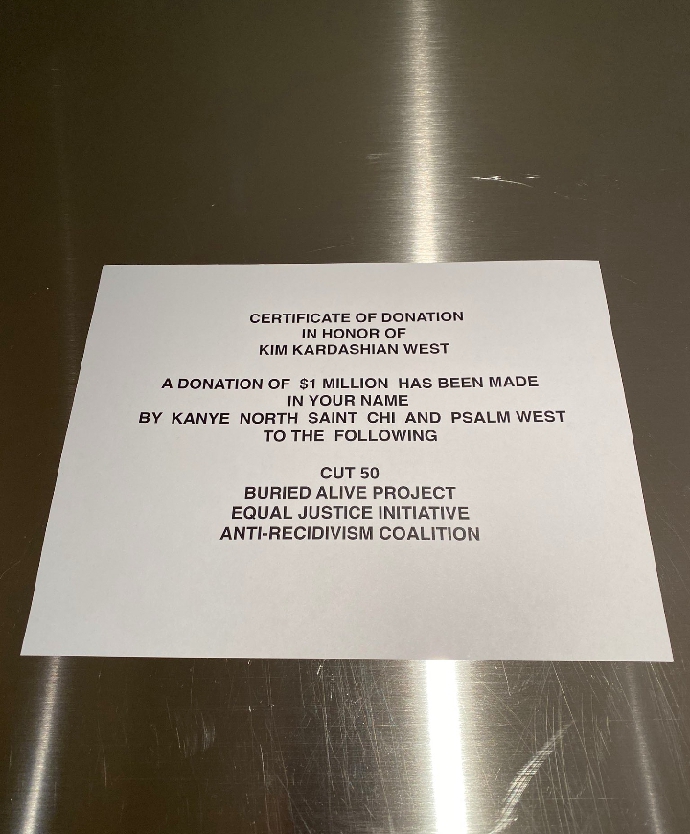 CERTIFICATE OF DONATION
IN HONOR OF
KIM KARDASHIAN WEST
A DONATION OF $1 MILLION HAS BEEN MADE
IN YOUR NAME
BY KANYE NORTH SAINT CHI AND PSALM WEST
TO THE FOLLOWING
CUT 50
BURIED ALIVE PROJECT
EQUAL JUSTICE INITIATIVE
ANTI-RECIDIVISM COALITION